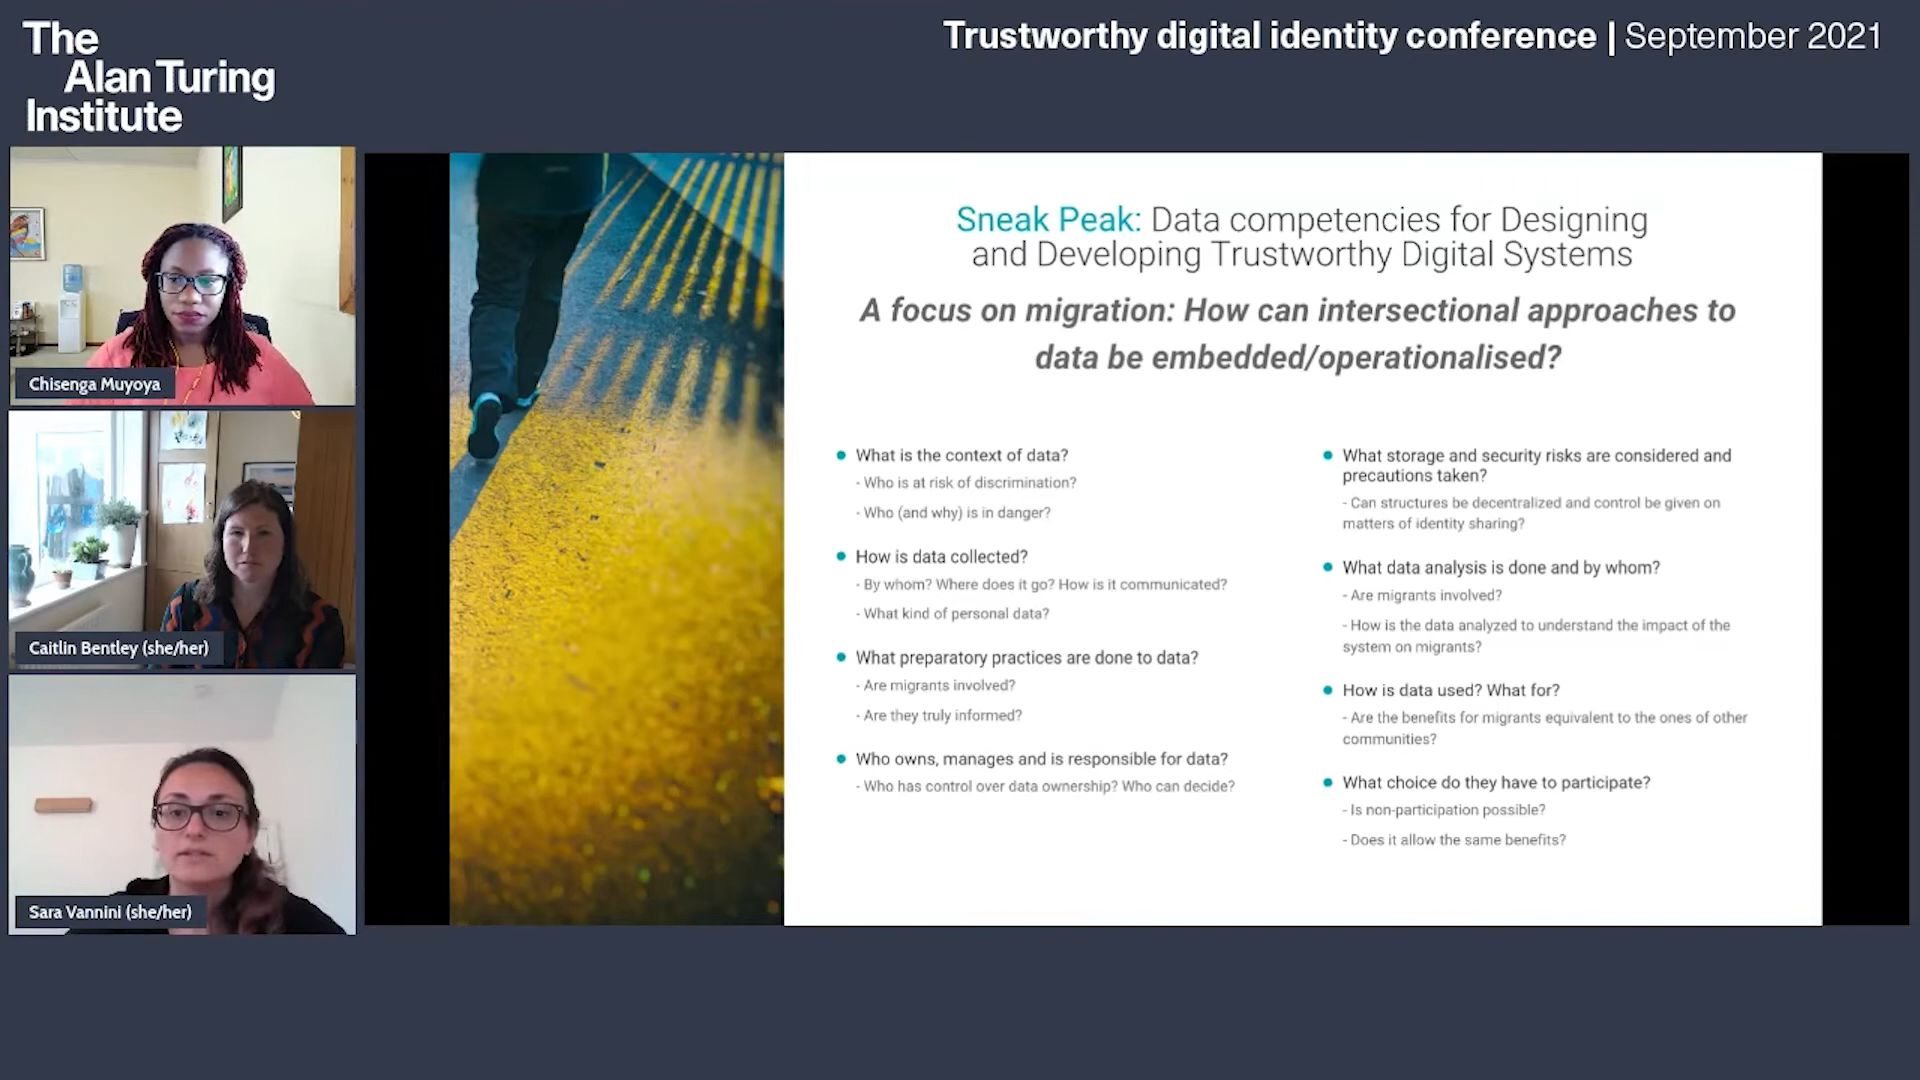 The
Alan Turing
Institute
Trustworthy digital identity conference | September 2021
Chisenga Muyoya
Caitlin Bentley (she/her)
Sara Vannini (she/her)
Sneak Peak: Data competencies for Designing
and Developing Trustworthy Digital Systems
A focus on migration: How can intersectional approaches to
data be embedded/operationalised?
What is the context of data?
- Who is at risk of discrimination?
- Who (and why) is in danger?
How is data collected?
- By whom? Where does it go? How is it communicated?
- What kind of personal data?
What preparatory practices are done to data?
- Are migrants involved?
- Are they truly informed?
Who owns, manages and is responsible for data?
- Who has control over data ownership? Who can decide?
What storage and security risks are considered and
precautions taken?
- Can structures be decentralized and control be given on
matters of identity sharing?
What data analysis is done and by whom?
- Are migrants involved?
- How is the data analyzed to understand the impact of the
system on migrants?
How is data used? What for?
- Are the benefits for migrants equivalent to the ones of other
communities?
What choice do they have to participate?
- Is non-participation possible?
- Does it allow the same benefits?